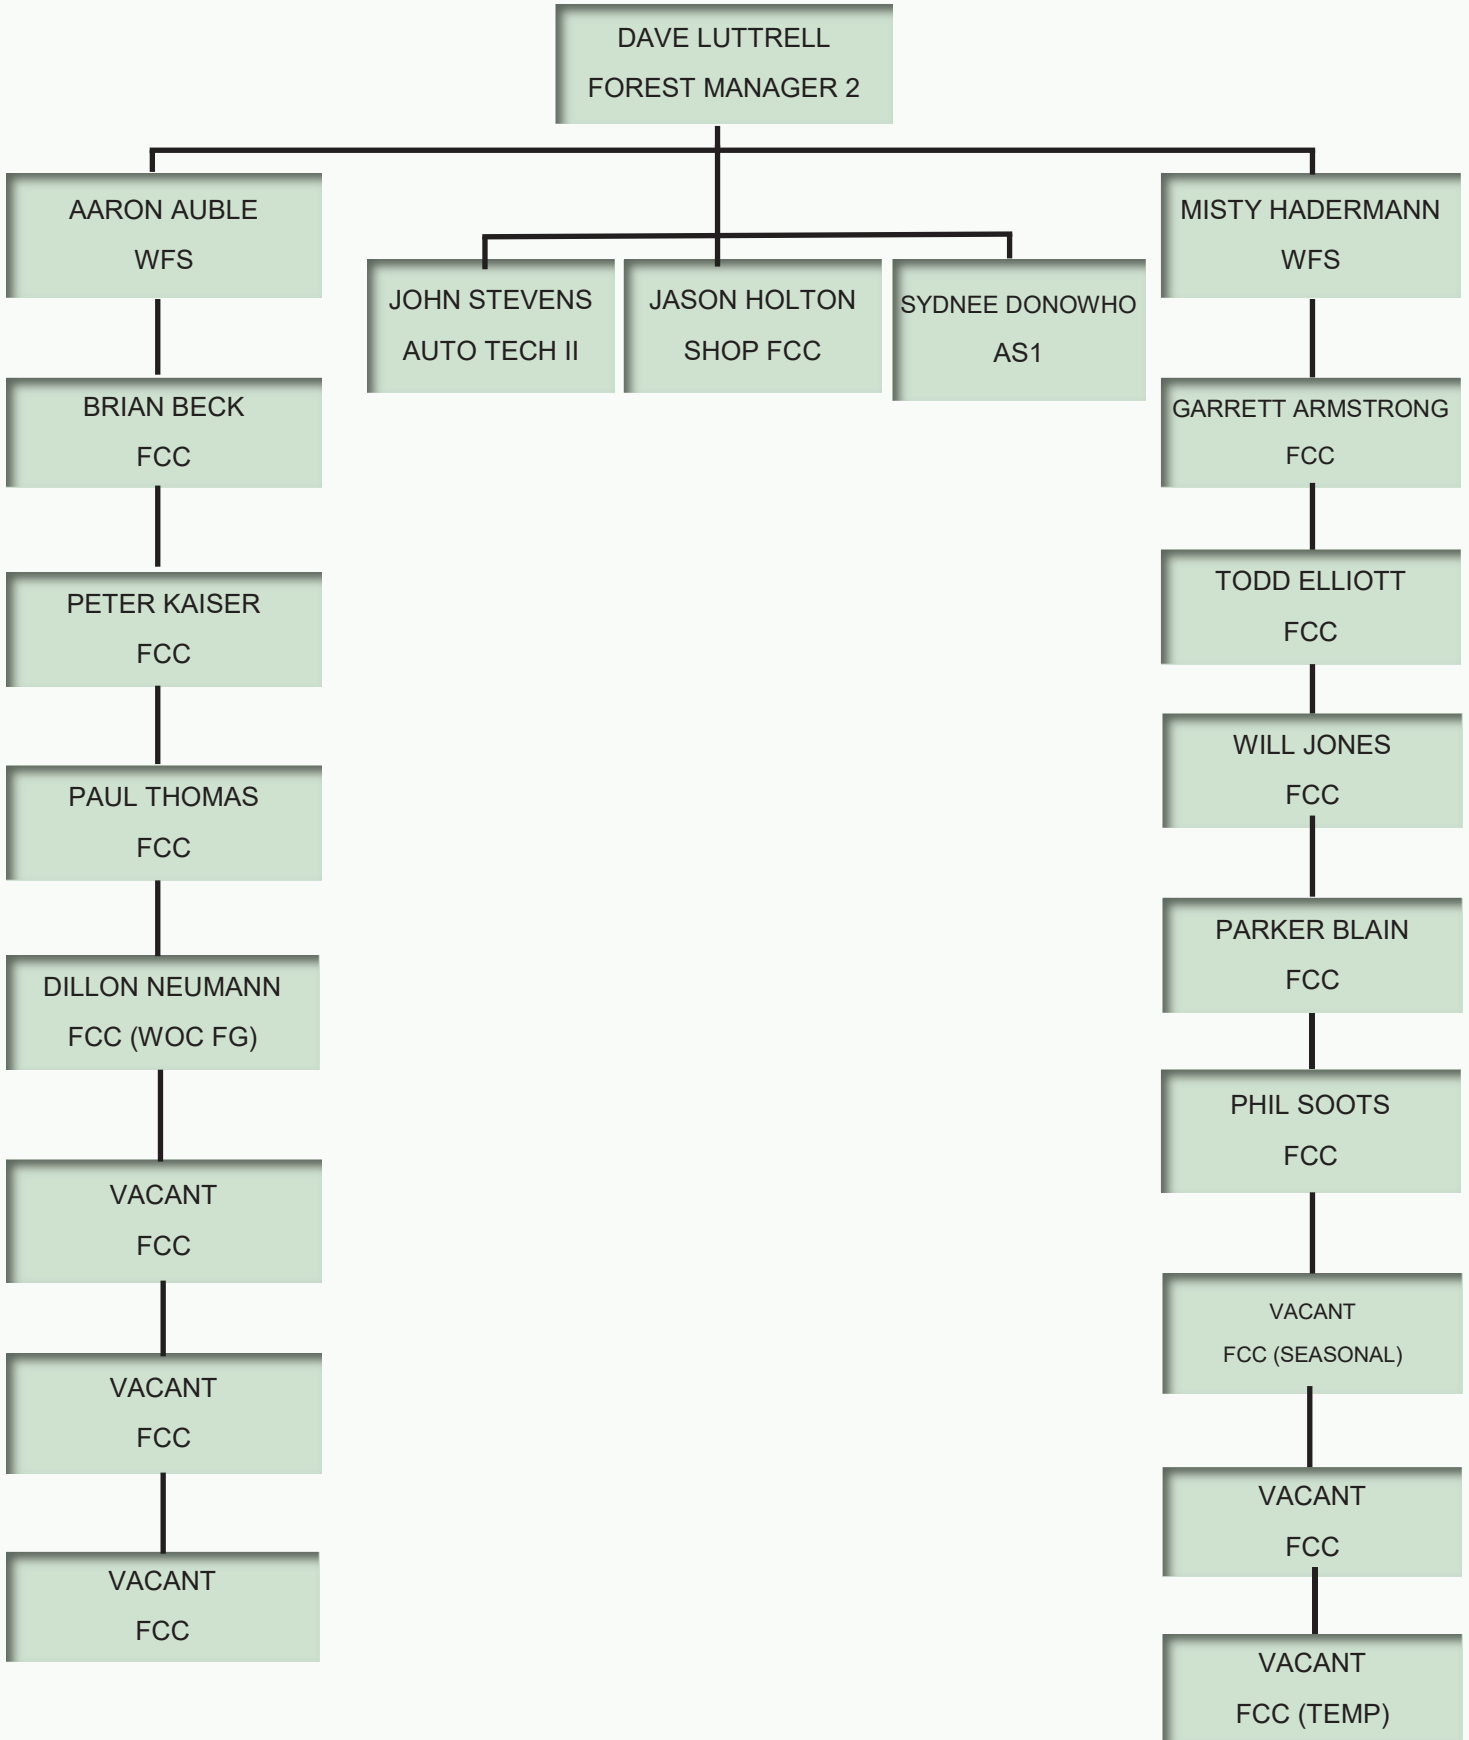 DAVE LUTTRELL
FOREST MANAGER 2
AARON AUBLE
WFS
MISTY HADERMANN
WFS
JOHN STEVENS
AUTO TECH II
JASON HOLTON
SHOP FCC
SYDNEE DONOWHO
AS1
BRIAN BECK
FCC
PETER KAISER
FCC
PAUL THOMAS
FCC
DILLON NEUMANN
FCC (WOC FG)
VACANT
FCC
VACANT
FCC
VACANT
FCC
GARRETT ARMSTRONG
FCC
TODD ELLIOTT
FCC
WILL JONES
FCC
PARKER BLAIN
FCC
PHIL SOOTS
FCC
VACANT
FCC (SEASONAL)
VACANT
FCC
VACANT
FCC (TEMP)